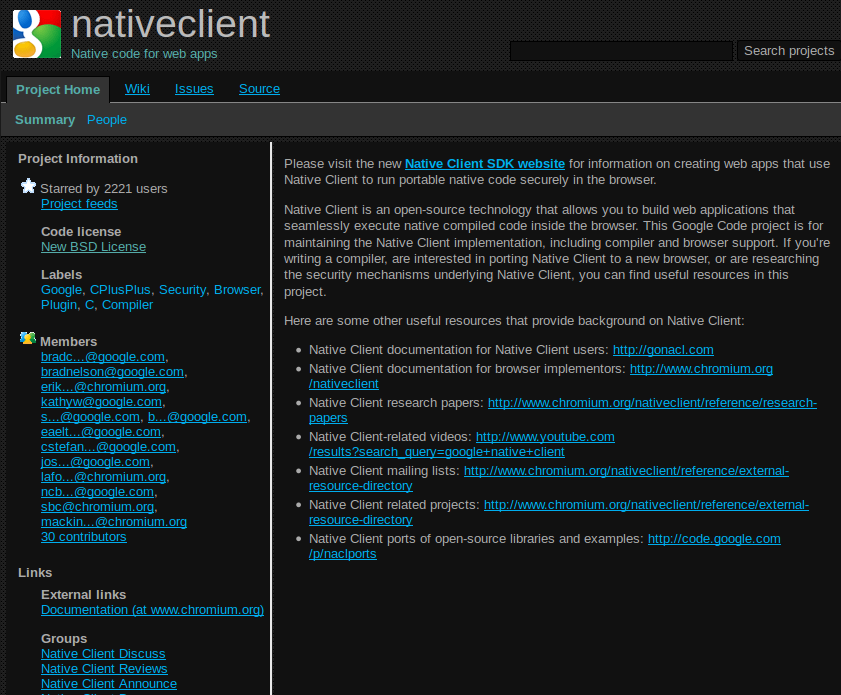 nativeclient
Native code for web apps
Search projects
Project Home Wiki Issues Source
Summary People
Project Information
Starred by 2221 users
Project feeds
Code license
New BSD License
Labels
Google, CPlusPlus, Security, Browser,
Plugin, C, Compiler
Members
bradc...@google.com,
bradnelson@google.com,
erik...@chromium.org,
kathyw@google.com,
s...@google.com, b...@google.com,
eaelt...@google.com,
cstefan...@google.com,
jos...@google.com,
lafo...@chromium.org,
ncb...@google.com,
sbc@chromium.org,
mackin...@chromium.org
30 contributors
Links
External links
Documentation (at www.chromium.org)
Groups
Native Client Discuss
Native Client Reviews
Native Client Announce
Please visit the new Native Client SDK website for information on creating web apps that use
Native Client to run portable native code securely in the browser.
Native Client is an open-source technology that allows you to build web applications that
seamlessly execute native compiled code inside the browser. This Google Code project is for
maintaining the Native Client implementation, including compiler and browser support. If you're
writing a compiler, are interested in porting Native Client to a new browser, or are researching
the security mechanisms underlying Native Client, you can find useful resources in this
project.
Here are some other useful resources that provide background on Native Client:
• Native Client documentation for Native Client users: http://gonacl.com
• Native Client documentation for browser implementors: http://www.chromium.org
/nativeclient
• Native Client research papers: http://www.chromium.org/nativeclient/reference/research-
papers
• Native Client-related videos: http://www.youtube.com
/results?search_query=google+native+client
• Native Client mailing lists: http://www.chromium.org/nativeclient/reference/external-
resource-directory
• Native Client related projects: http://www.chromium.org/nativeclient/reference/external-
resource-directory
• Native Client ports of open-source libraries and examples: http://code.google.com
/p/naclports